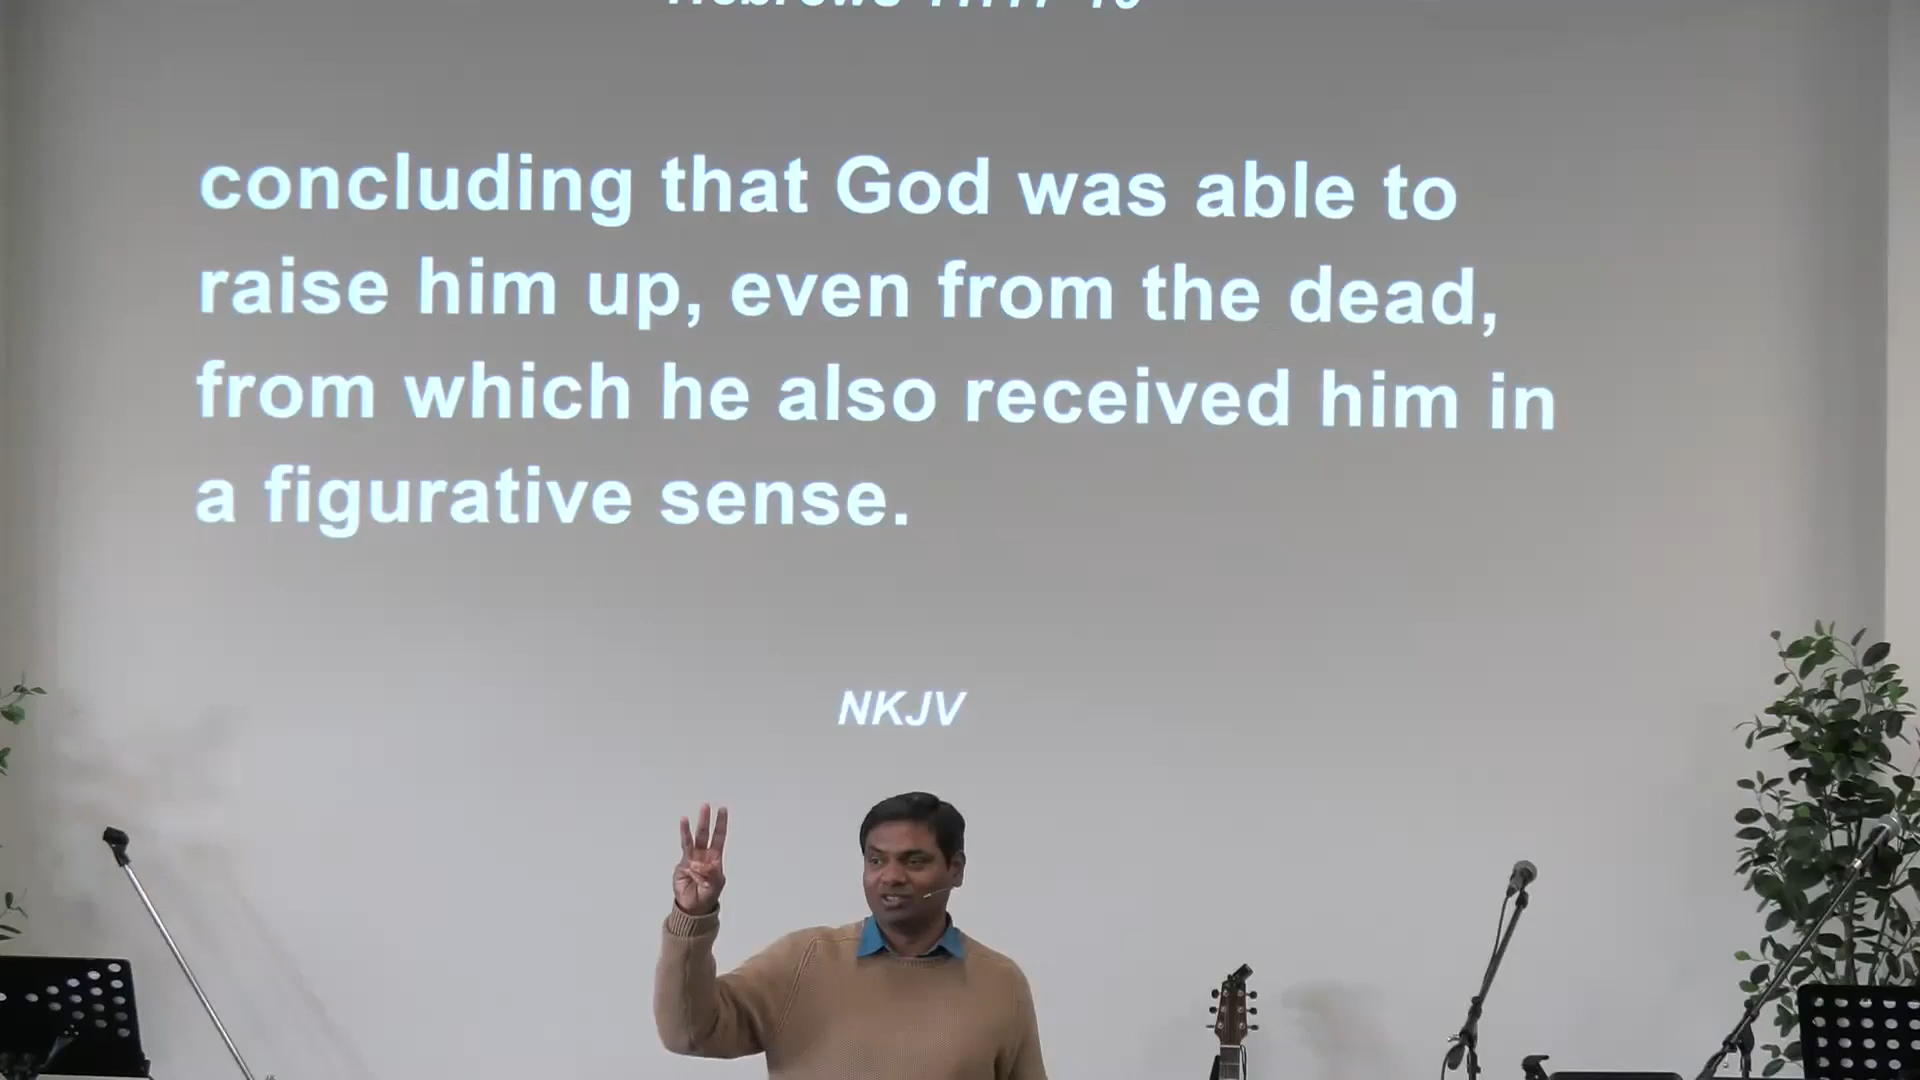 concluding that God was able to
raise him up, even from the dead,
from which he also received him in
a figurative sense.
NKJV